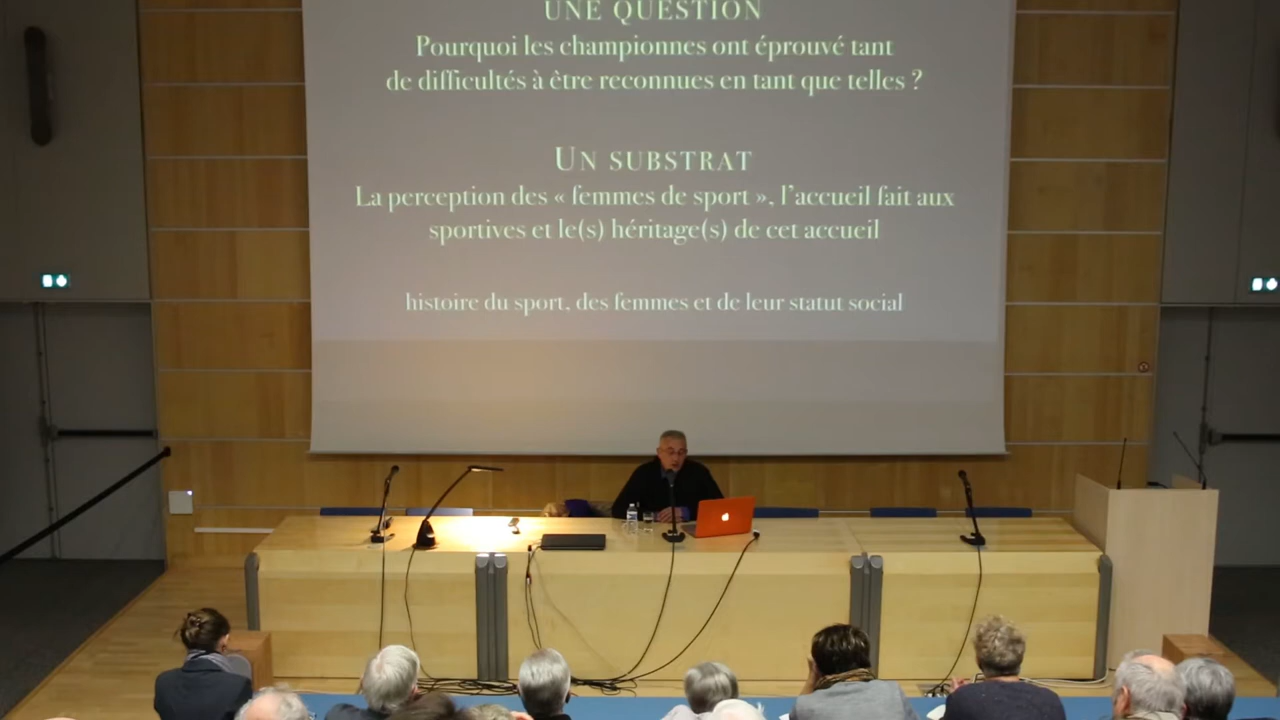 UNE QUESTION
Pourquoi les championnes ont éprouvé tant
de difficultés à être reconnues en tant que telles ?
UN SUBSTRAT
La perception des « femmes de sport », l'accueil fait aux
sportives et le(s) héritage(s) de cet accueil
histoire du sport, des femmes et de leur statut social